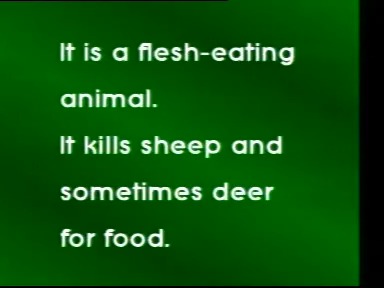 It is a flesh-eating
animal.
It kills sheep and
sometimes deer
for food.